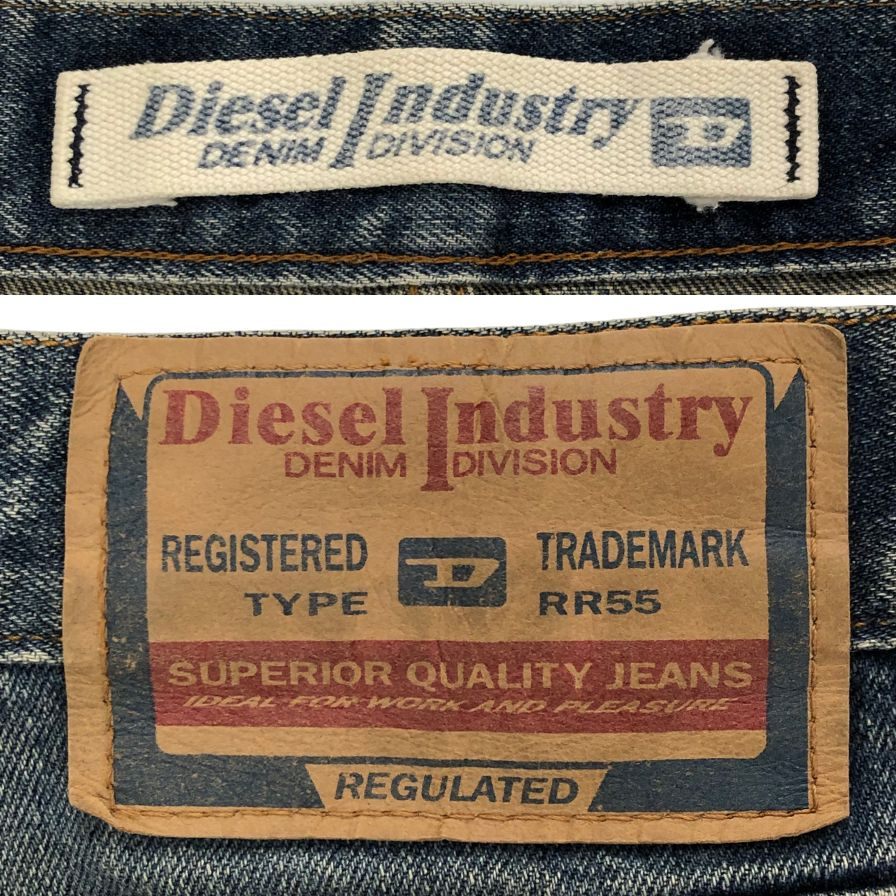 Diesel Industry
DENIM DIVISION
D
Diesel Industry
DENIM DIVISION
REGISTERED D TRADEMARK
TYPE RR55
SUPERIOR QUALITY JEANS
IDEAL FOR WORK AND PLEASURE
REGULATED